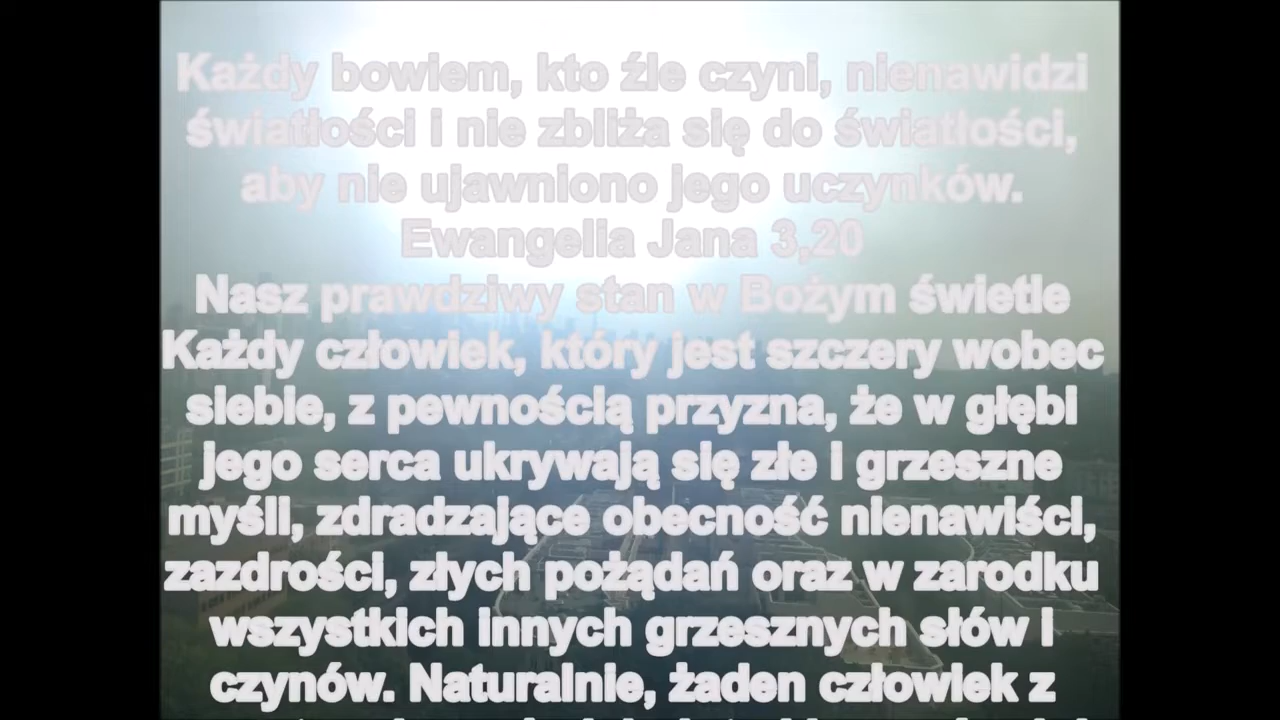 Każdy bowiem, kto źle czyni, nienawidzi
światłości i nie zbliża się do światłości,
aby nie ujawniono jego uczynków.
Ewangelia Jana 3,20
Nasz prawdziwy stan w Bożym świetle
Każdy człowiek, który jest szczery wobec
siebie, z pewnością przyzna, że w głębi
jego serca ukrywają się złe i grzeszne
myśli, zdradzające obecność nienawiści,
zazdrości, złych pożądań oraz w zarodku
wszystkich innych grzesznych słów i
czynów. Naturalnie, żaden człowiek z